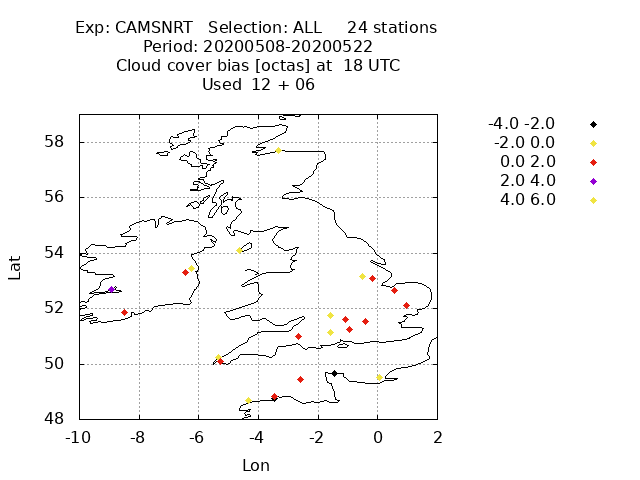 Exp: CAMSNRT   Selection: ALL     24 stations
Period: 20200508-20200522
Cloud cover bias [octas] at  18 UTC
Used  12 + 06
-4.0 -2.0
-2.0  0.0
0.0  2.0
2.0  4.0
4.0  6.0
58
56
54
52
50
48
Lat
-10 -8 -6 -4 -2 0 2
Lon